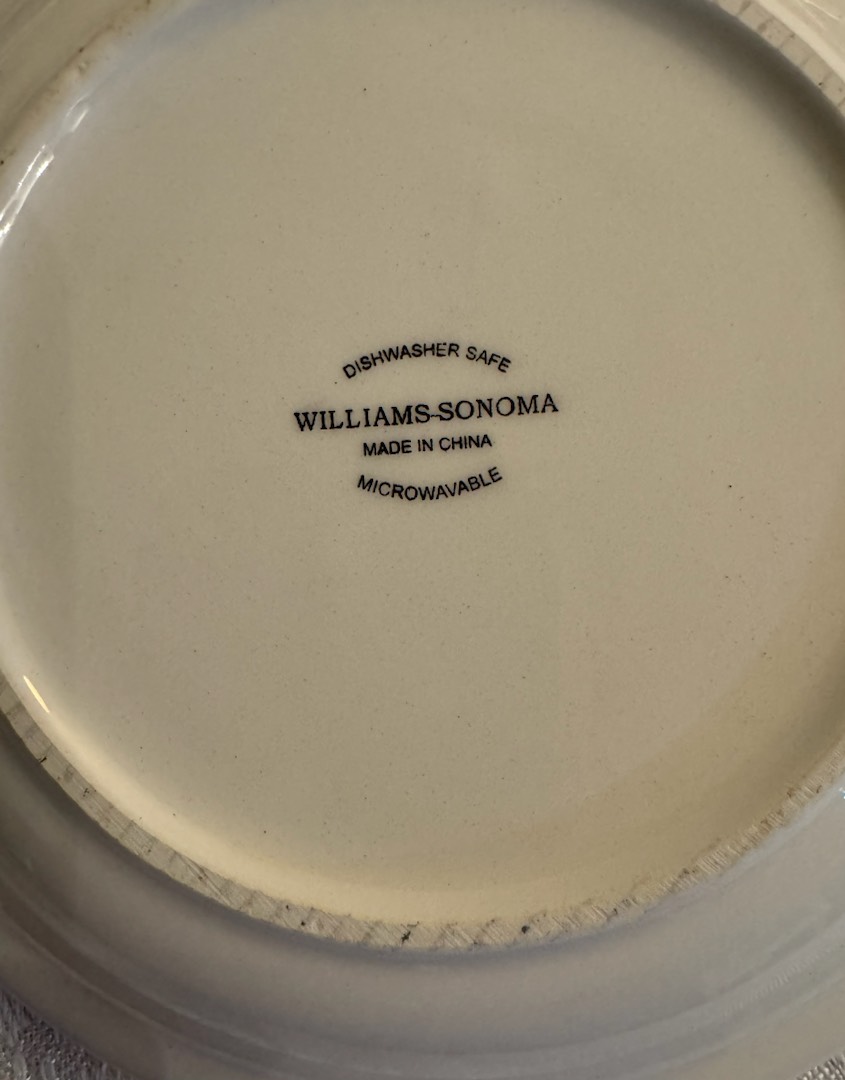 DISHWASHER SAFE
WILLIAMS-SONOMA
MADE IN CHINA
MICROWAVABLE